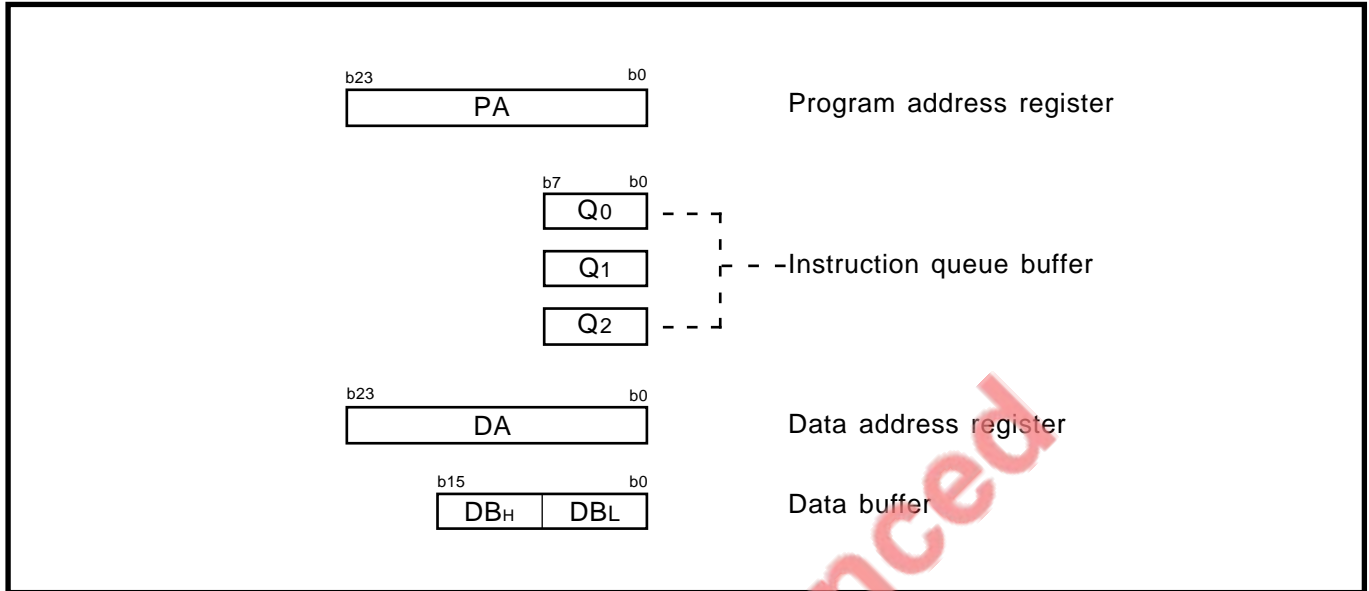 b23 b0
PA Program address register
b7 b0
Q0
Q1 Instruction queue buffer
Q2
b23 b0
DA Data address register
b15 b0
DBH DBL Data buffer